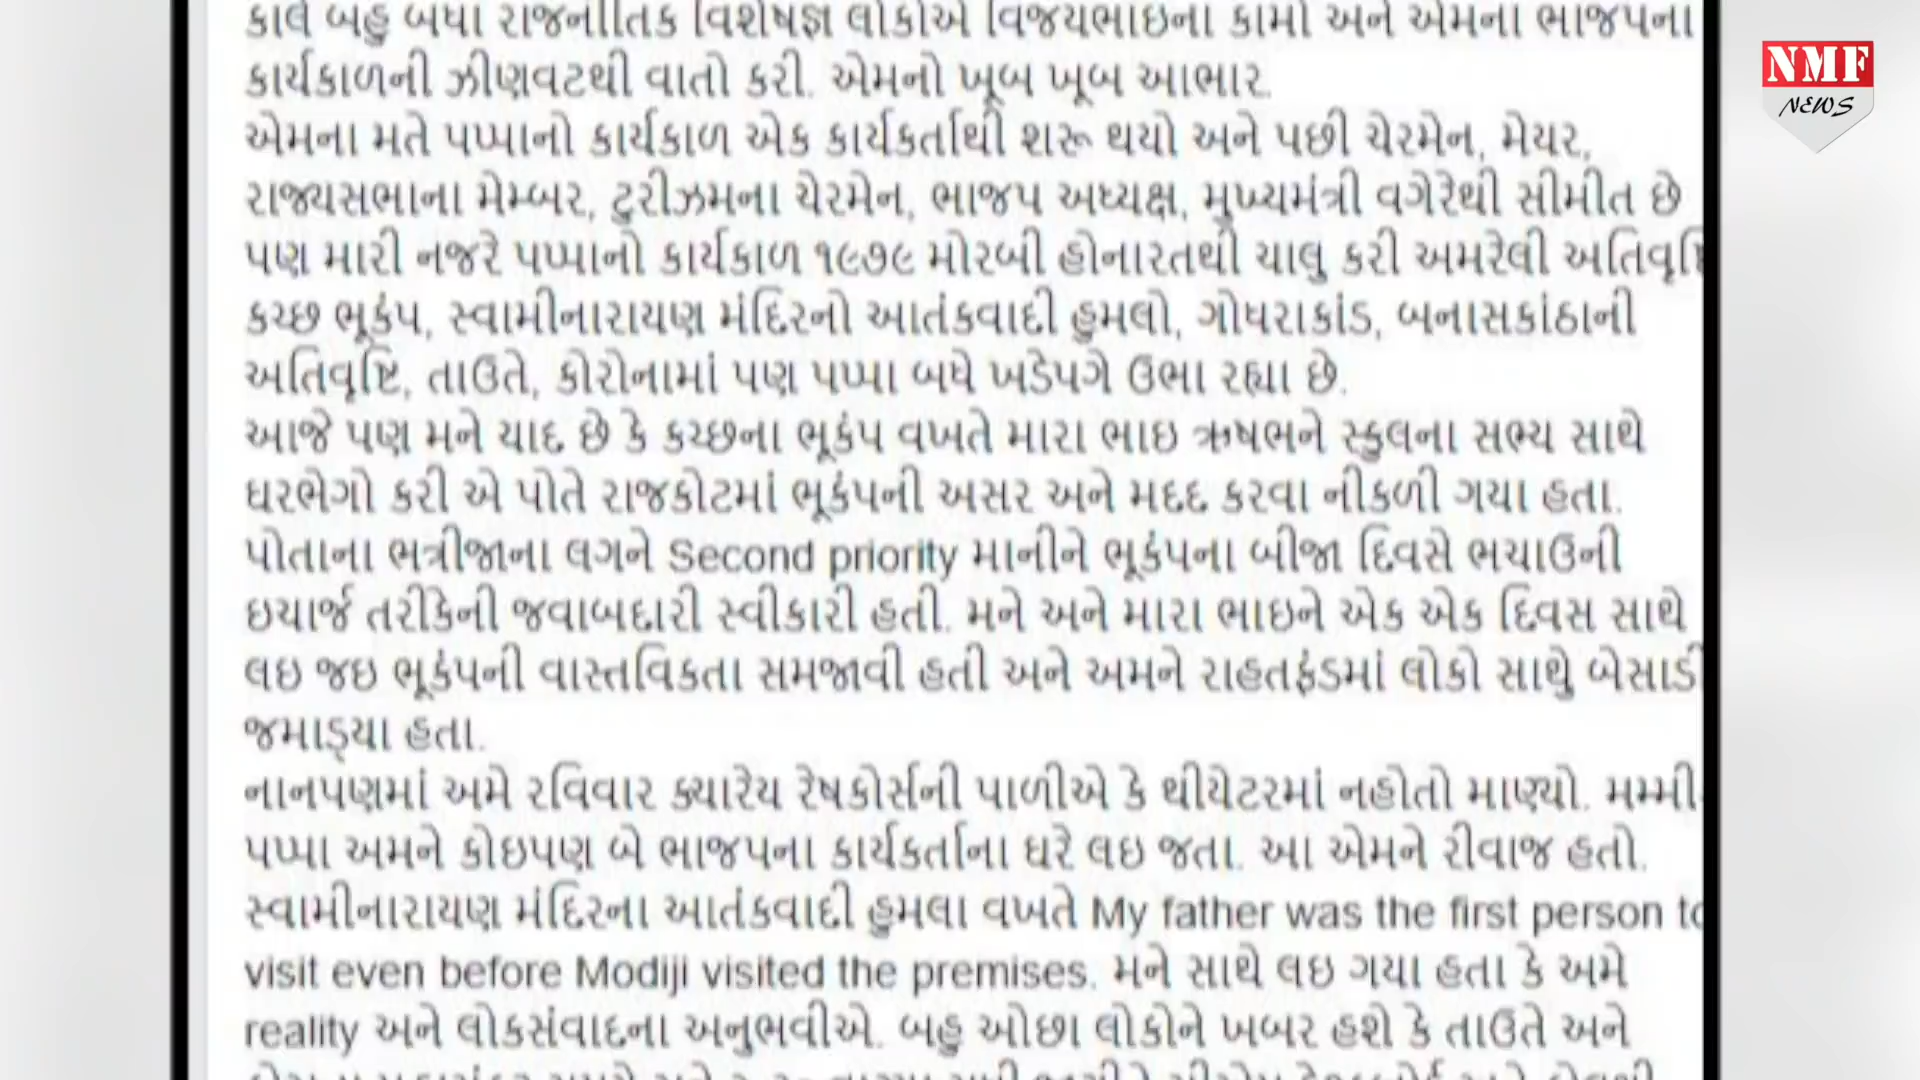 કાલે બહુ બધા રાજનીતિક વિશેષજ્ઞ લોકોએ વિજયભાઇના કામો અને એમના ભાજપના
કાર્યકાળની ઝીણવટથી વાતો કરી. એમનો ખૂબ ખૂબ આભાર.
એમના મતે પપ્પાનો કાર્યકાળ એક કાર્યકર્તાથી શરૂ થયો અને પછી ચેરમેન, મેયર,
રાજ્યસભાના મેમ્બર, ટુરીઝમના ચેરમેન, ભાજપ અધ્યક્ષ, મુખ્યમંત્રી વગેરેથી સીમીત છે
પણ મારી નજરે પપ્પાનો કાર્યકાળ ૧૯૭૯ મોરબી હોનારતથી ચાલુ કરી અમરેલી અતિવૃષ્ટિ
કચ્છ ભૂકંપ, સ્વામીનારાયણ મંદિરનો આતંકવાદી હુમલો, ગોધરાકાંડ, બનાસકાંઠાની
અતિવૃષ્ટિ, તાઉતે, કોરોનામાં પણ પપ્પા બધે ખડેપગે ઉભા રહ્યા છે.
આજે પણ મને યાદ છે કે કચ્છના ભૂકંપ વખતે મારા ભાઇ ઋષભને સ્કુલના સભ્ય સાથે
ઘરભેગો કરી એ પોતે રાજકોટમાં ભૂકંપની અસર અને મદદ કરવા નીકળી ગયા હતા.
પોતાના ભત્રીજાના લગને Second priority માનીને ભૂકંપના બીજા દિવસે ભચાઉની
ઇચાર્જ તરીકેની જવાબદારી સ્વીકારી હતી. મને અને મારા ભાઇને એક એક દિવસ સાથે
લઇ જઇ ભૂકંપની વાસ્તવિકતા સમજાવી હતી અને અમને રાહતફંડમાં લોકો સાથે બેસાડી
જમાડ્યા હતા.
નાનપણમાં અમે રવિવાર ક્યારેય રેષકોર્સની પાળીએ કે થીયેટરમાં નહોતો માણ્યો. મમ્મી
પપ્પા અમને કોઇપણ બે ભાજપના કાર્યકર્તાના ઘરે લઇ જતા. આ એમને રીવાજ હતો.
સ્વામીનારાયણ મંદિરના આતંકવાદી હુમલા વખતે My father was the first person to
visit even before Modiji visited the premises. મને સાથે લઇ ગયા હતા કે અમે
reality અને લોકસંવાદના અનુભવીએ. બહુ ઓછા લોકોને ખબર હશે કે તાઉતે અને
NMF
NEWS